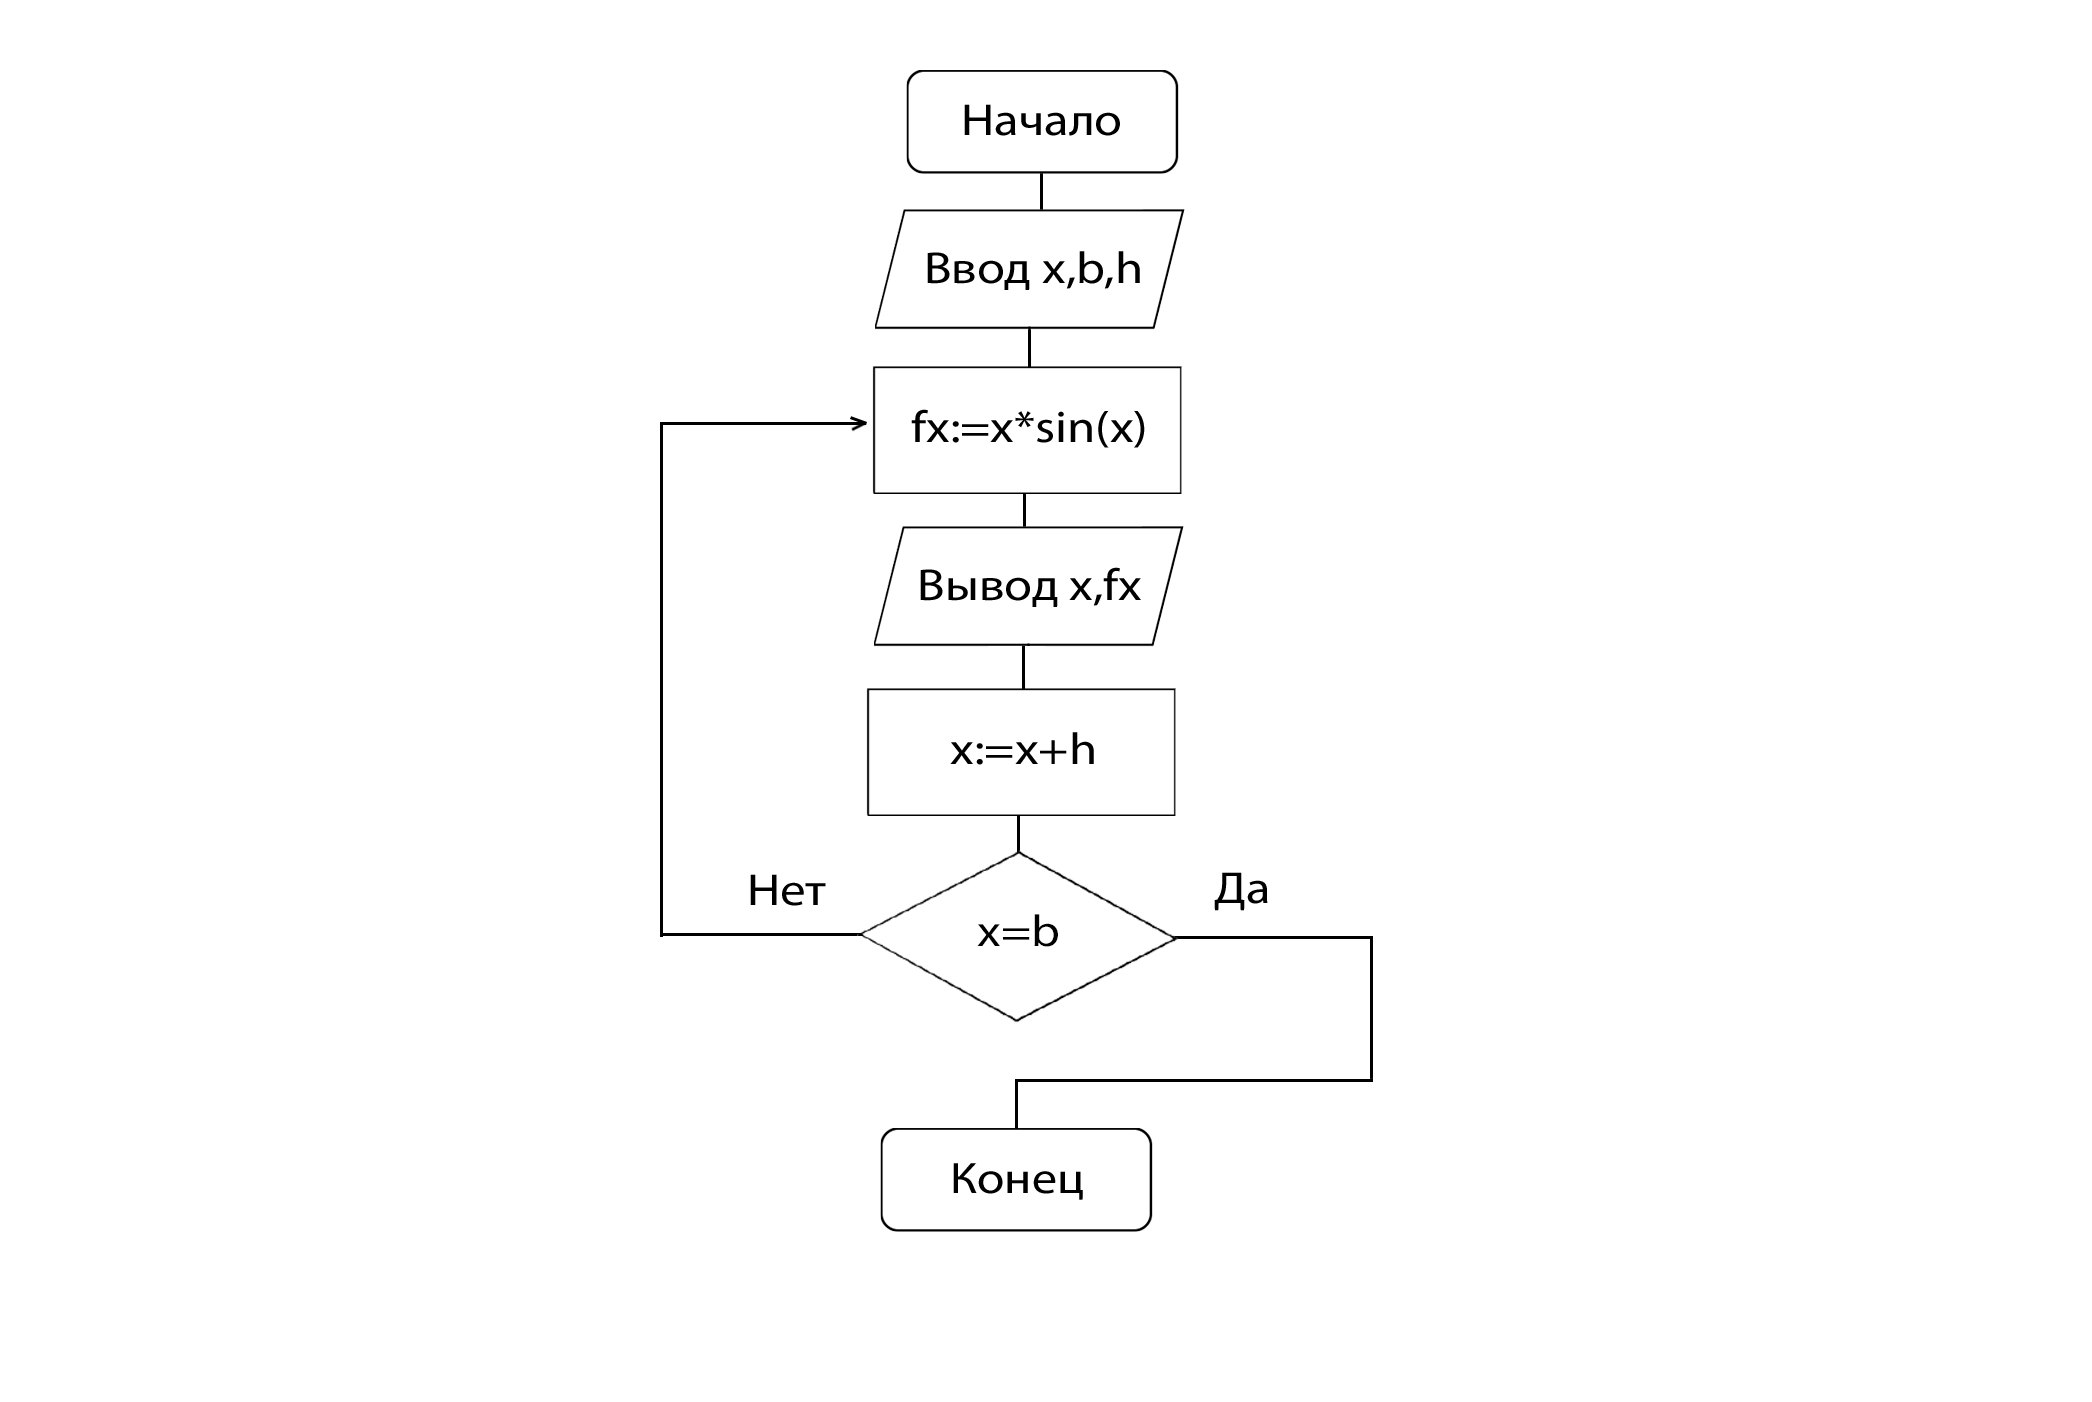 Начало
Ввод x,b,h
fx:=x*sin(x)
Вывод x,fx
x:=x+h
Нет
Да
x=b
Конец